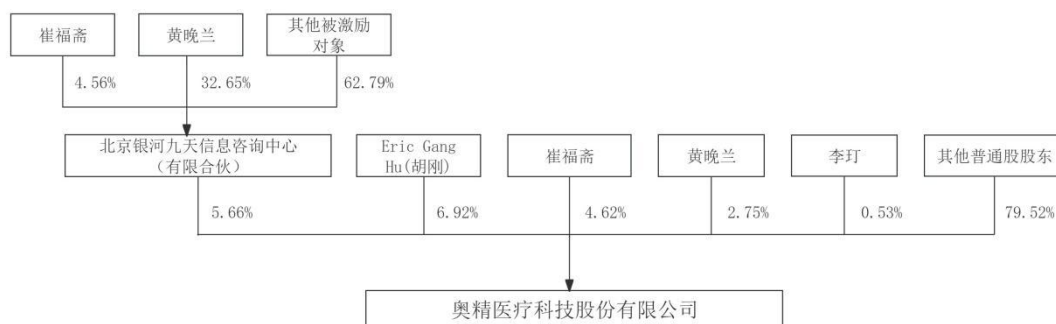 崔福斋
黄晚兰
其他被激励
对象
4.56%
32.65%
62.79%
北京银河九天信息咨询中心
（有限合伙）
Eric Gang
Hu(胡刚)
崔福斋
黄晚兰
李玎
其他普通股股东
5.66%
6.92%
4.62%
2.75%
0.53%
79.52%
奥精医疗科技股份有限公司